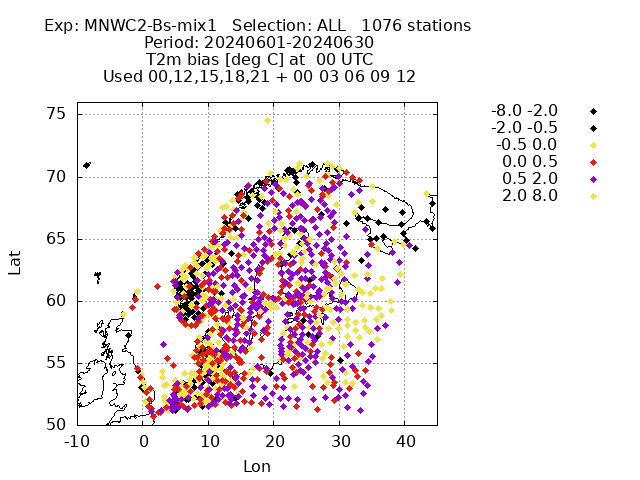 Exp: MNWC2-Bs-mix1   Selection: ALL   1076 stations
Period: 20240601-20240630
T2m bias [deg C] at  00 UTC
Used 00,12,15,18,21 + 00 03 06 09 12
-8.0 -2.0
-2.0 -0.5
-0.5 0.0
0.0 0.5
0.5 2.0
2.0 8.0
75
70
65
60
55
50
Lat
-10 0 10 20 30 40
Lon